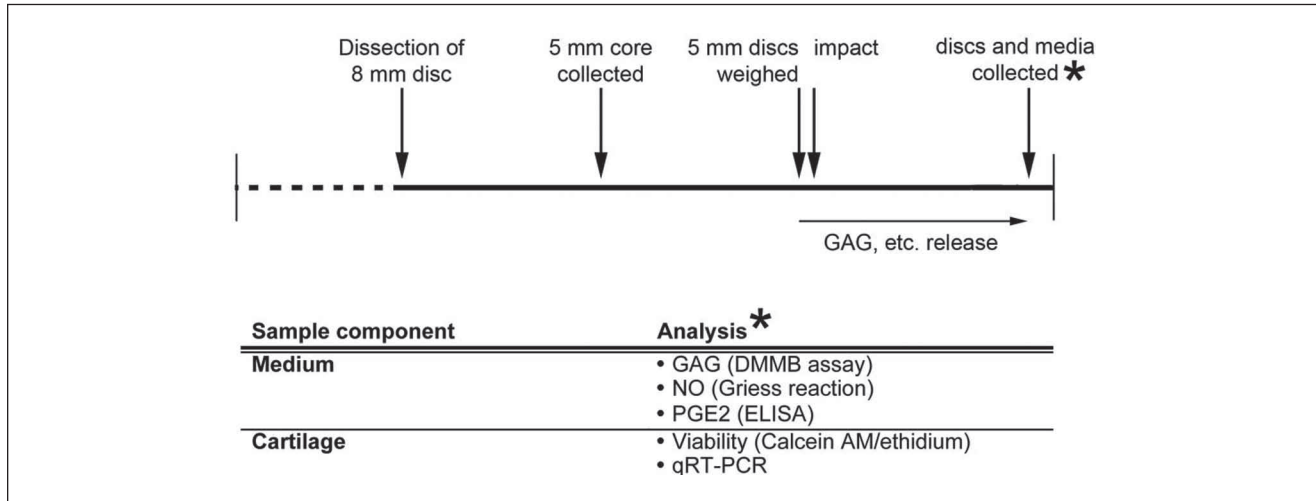 Dissection of
8 mm disc
5 mm core
collected
5 mm discs
weighed
impact
discs and media
collected *
GAG, etc. release
Sample component Analysis*
Medium • GAG (DMMB assay)
• NO (Griess reaction)
• PGE2 (ELISA)
Cartilage • Viability (Calcein AM/ethidium)
• qRT-PCR